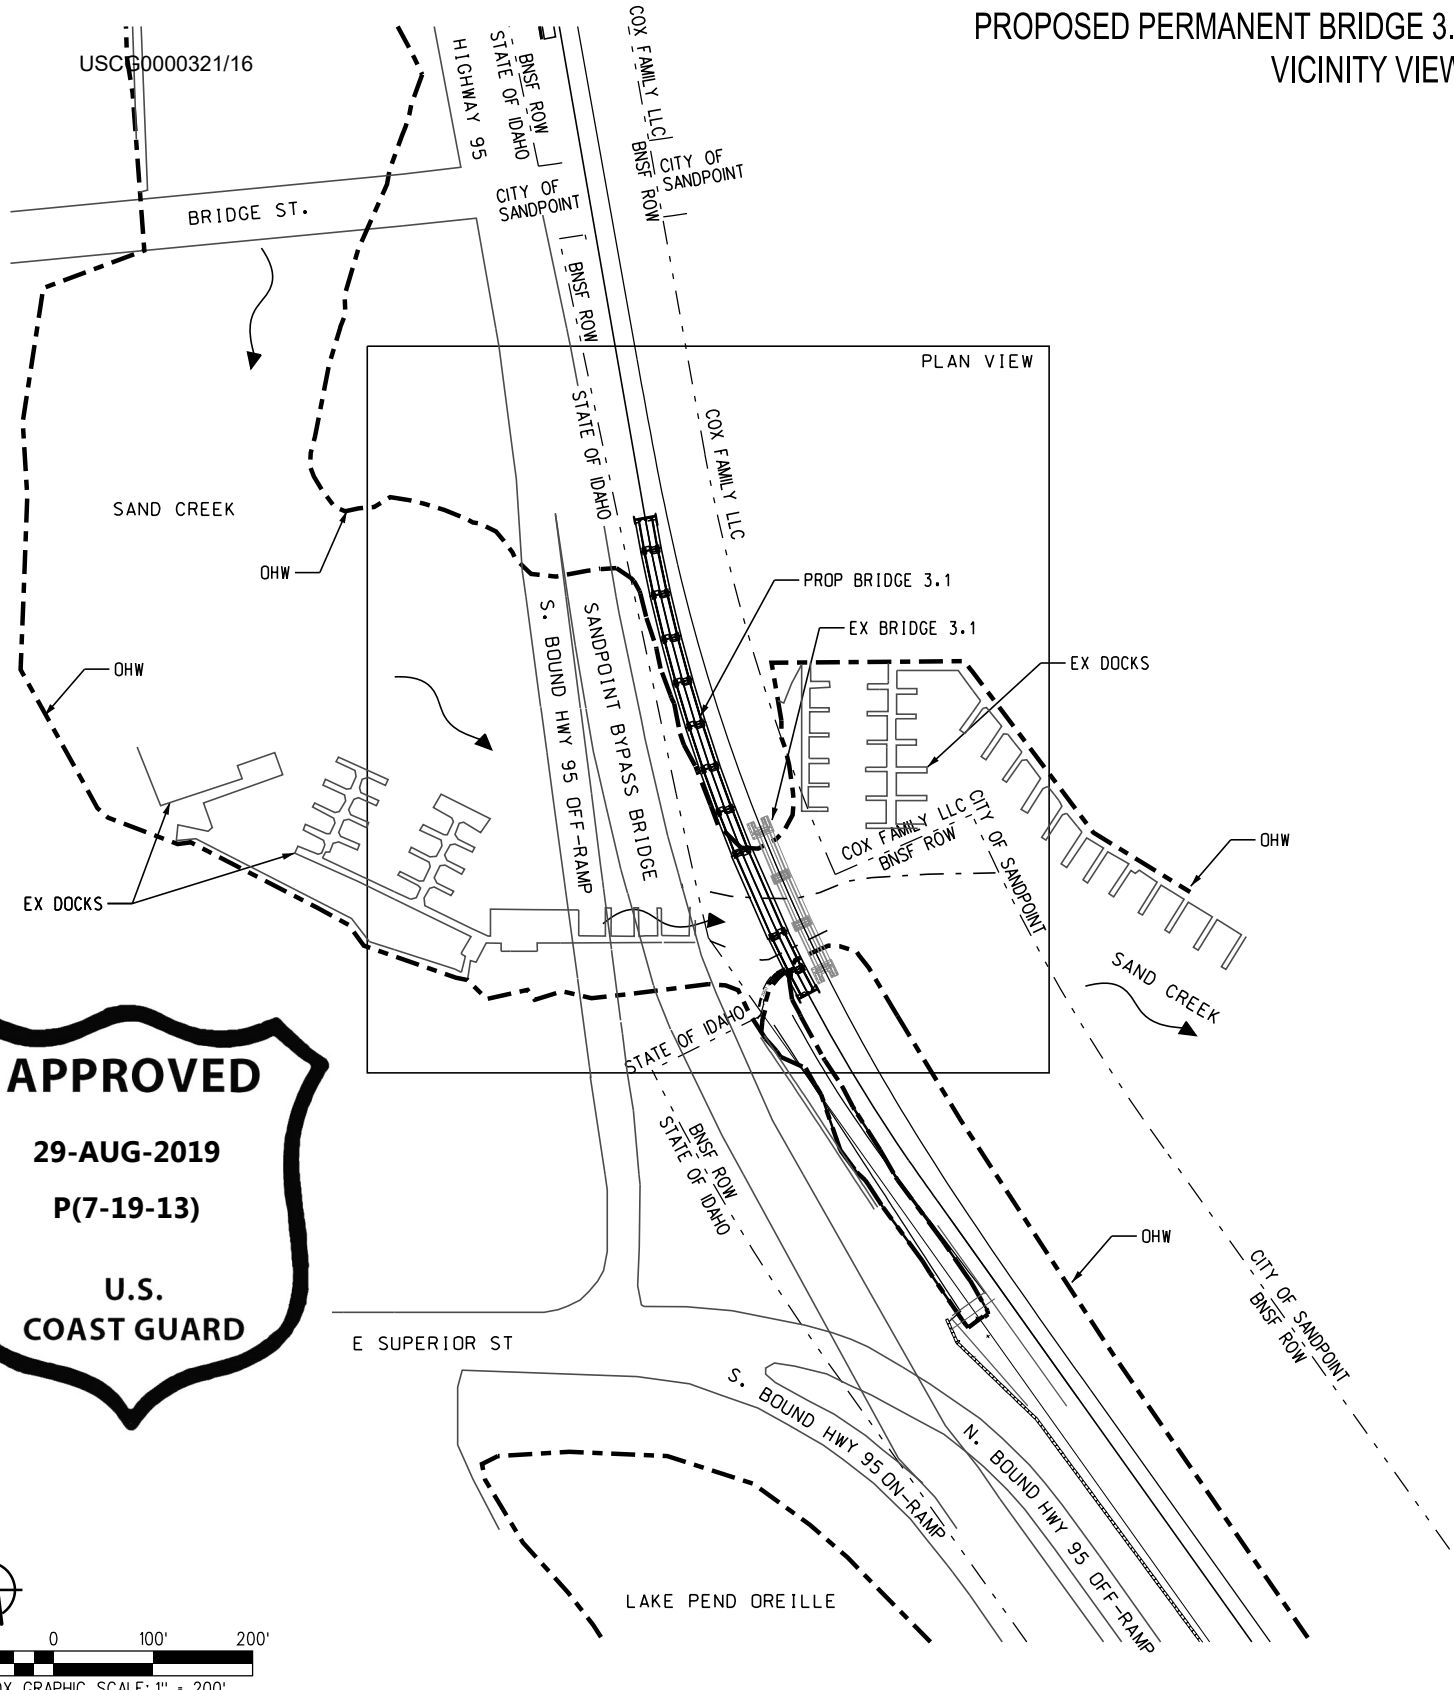 PROPOSED PERMANENT BRIDGE 3.
VICINITY VIEW
USCG0000321/16
HIGHWAY 95
BNSF ROW
STATE OF IDAHO
COX FAMILY LLC
BNSF ROW
CITY OF
SANDPOINT
CITY OF
SANDPOINT
BRIDGE ST.
BNSF ROW
STATE OF IDAHO
PLAN VIEW
COX FAMILY LLC
SAND CREEK
OHW
PROP BRIDGE 3.1
EX BRIDGE 3.1
EX DOCKS
OHW
S. BOUND HWY 95 OFF-RAMP
SANDPOINT BYPASS BRIDGE
COX FAMILY LLC
BNSF ROW
CITY OF SANDPOINT
OHW
EX DOCKS
SAND CREEK
STATE OF IDAHO
BNSF ROW
STATE OF IDAHO
APPROVED
29-AUG-2019
P(7-19-13)
U.S.
COAST GUARD
OHW
CITY OF SANDPOINT
BNSF ROW
E SUPERIOR ST
S. BOUND HWY 95 ON-RAMP
N. BOUND HWY 95 OFF-RAMP
LAKE PEND OREILLE
0 100' 200'
GRAPHIC SCALE: 1" = 200'